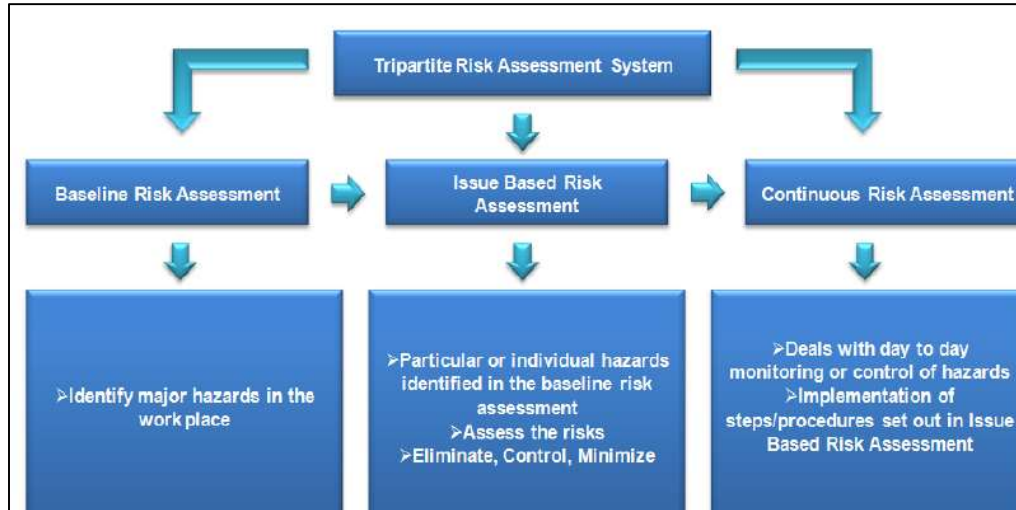 Tripartite Risk Assessment System
Baseline Risk Assessment
Issue Based Risk
Assessment
Continuous Risk Assessment
➢Identify major hazards in the
work place
➢Particular or individual hazards
identified in the baseline risk
assessment
➢Assess the risks
➢Eliminate, Control, Minimize
➢Deals with day to day
monitoring or control of hazards
➢Implementation of
steps/procedures set out in Issue
Based Risk Assessment